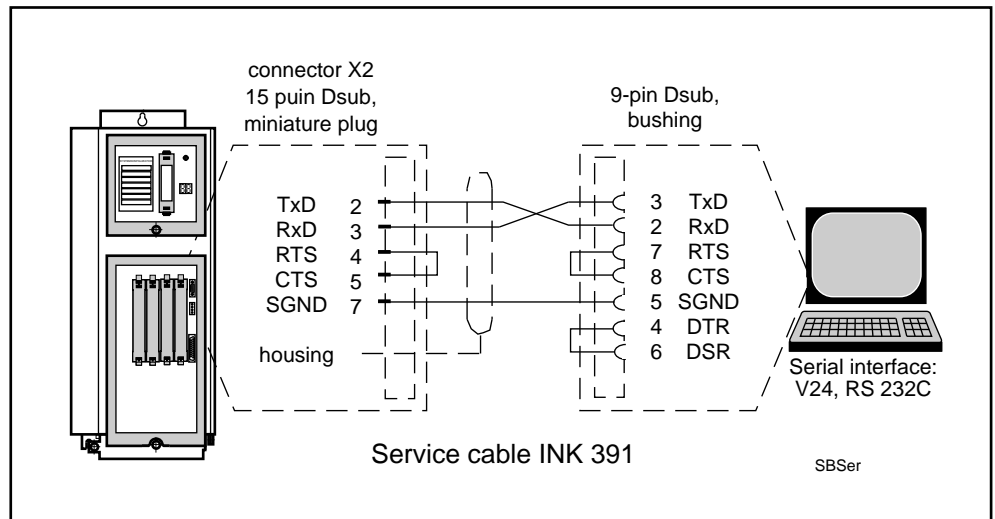 connector X2
15 puin Dsub,
miniature plug
9-pin Dsub,
bushing
TxD 2
RxD 3
RTS 4
CTS 5
SGND 7
housing
3 TxD
2 RxD
7 RTS
8 CTS
5 SGND
4 DTR
6 DSR
Serial interface:
V24, RS 232C
Service cable INK 391
SBSer